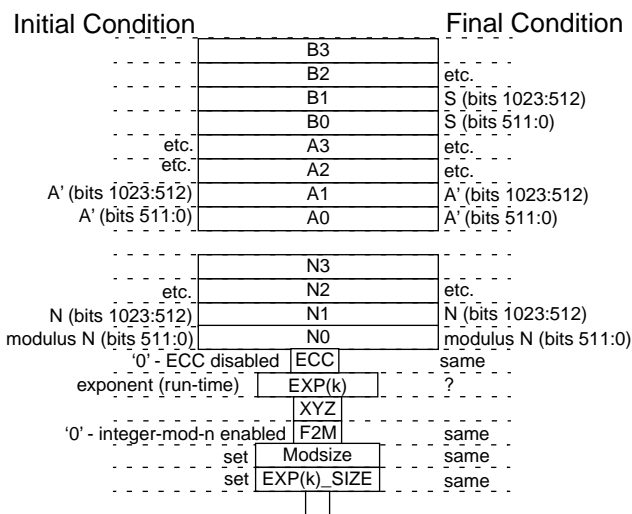 Initial Condition Final Condition
B3
B2 etc.
B1 S (bits 1023:512)
B0 S (bits 511:0)
etc. A3 etc.
etc. A2 etc.
A’ (bits 1023:512) A1 A’ (bits 1023:512)
A’ (bits 511:0) A0 A’ (bits 511:0)
N3
etc. N2 etc.
N (bits 1023:512) N1 N (bits 1023:512)
modulus N (bits 511:0) N0 modulus N (bits 511:0)
‘0’ - ECC disabled ECC same
exponent (run-time) EXP(k) ?
XYZ
‘0’ - integer-mod-n enabled F2M same
set Modsize same
set EXP(k)_SIZE same